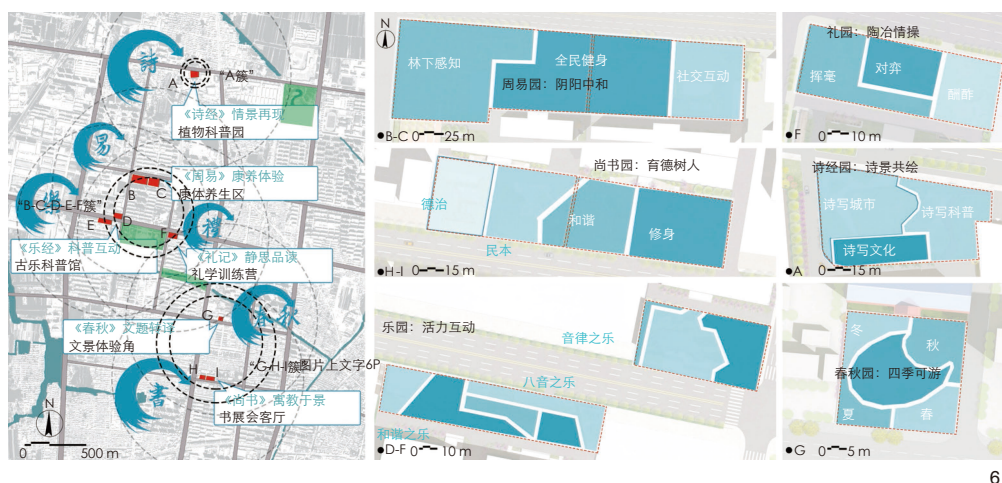 詩
A
“A簇”
《诗经》情景再现
植物科普园
易
《周易》康养体验
康体养生区
B
C
樂
“B-C-D-E-F簇”
E
D
F
禮
《乐经》科普互动
古乐科普馆
《礼记》静思品读
礼学训练营
G
春秋
《春秋》文题转译
文景体验角
“G-H-I簇”
图片上文字6P
H
I
書
《尚书》寓教于景
书展会客厅
N
0 500 m
N
林下感知
全民健身
周易园：阴阳中和
社交互动
●B-C 0 25 m
礼园：陶冶情操
挥毫
对弈
酬酢
●F 0 10 m
尚书园：育德树人
德治
民本
和谐
修身
●H-I 0 15 m
诗经园：诗景共绘
诗写城市
诗写科普
诗写文化
●A 0 15 m
乐园：活力互动
音律之乐
八音之乐
和谐之乐
●D-F 0 10 m
冬
秋
春秋园：四季可游
夏
春
●G 0 5 m
6